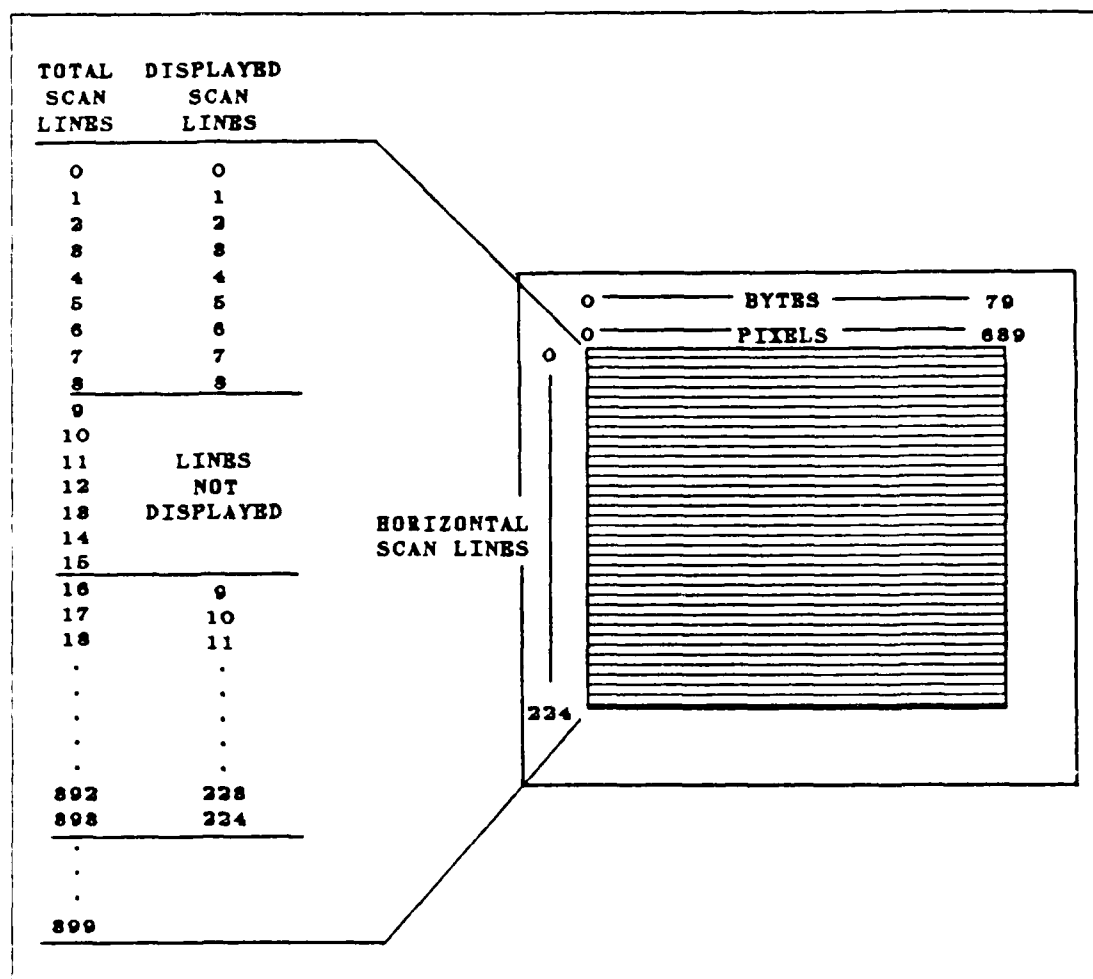 TOTAL DISPLAYED
SCAN SCAN
LINES LINES
0 0
1 1
2 2
3 3
4 4
5 5
6 6
7 7
8 8
9
10
11 LINES
12 NOT
13 DISPLAYED
14
15
16 9
17 10
18 11
. .
. .
. .
. .
. .
392 223
393 224
.
.
.
399
0 BYTES 79
0 PIXELS 639
0
HORIZONTAL
SCAN LINES
224